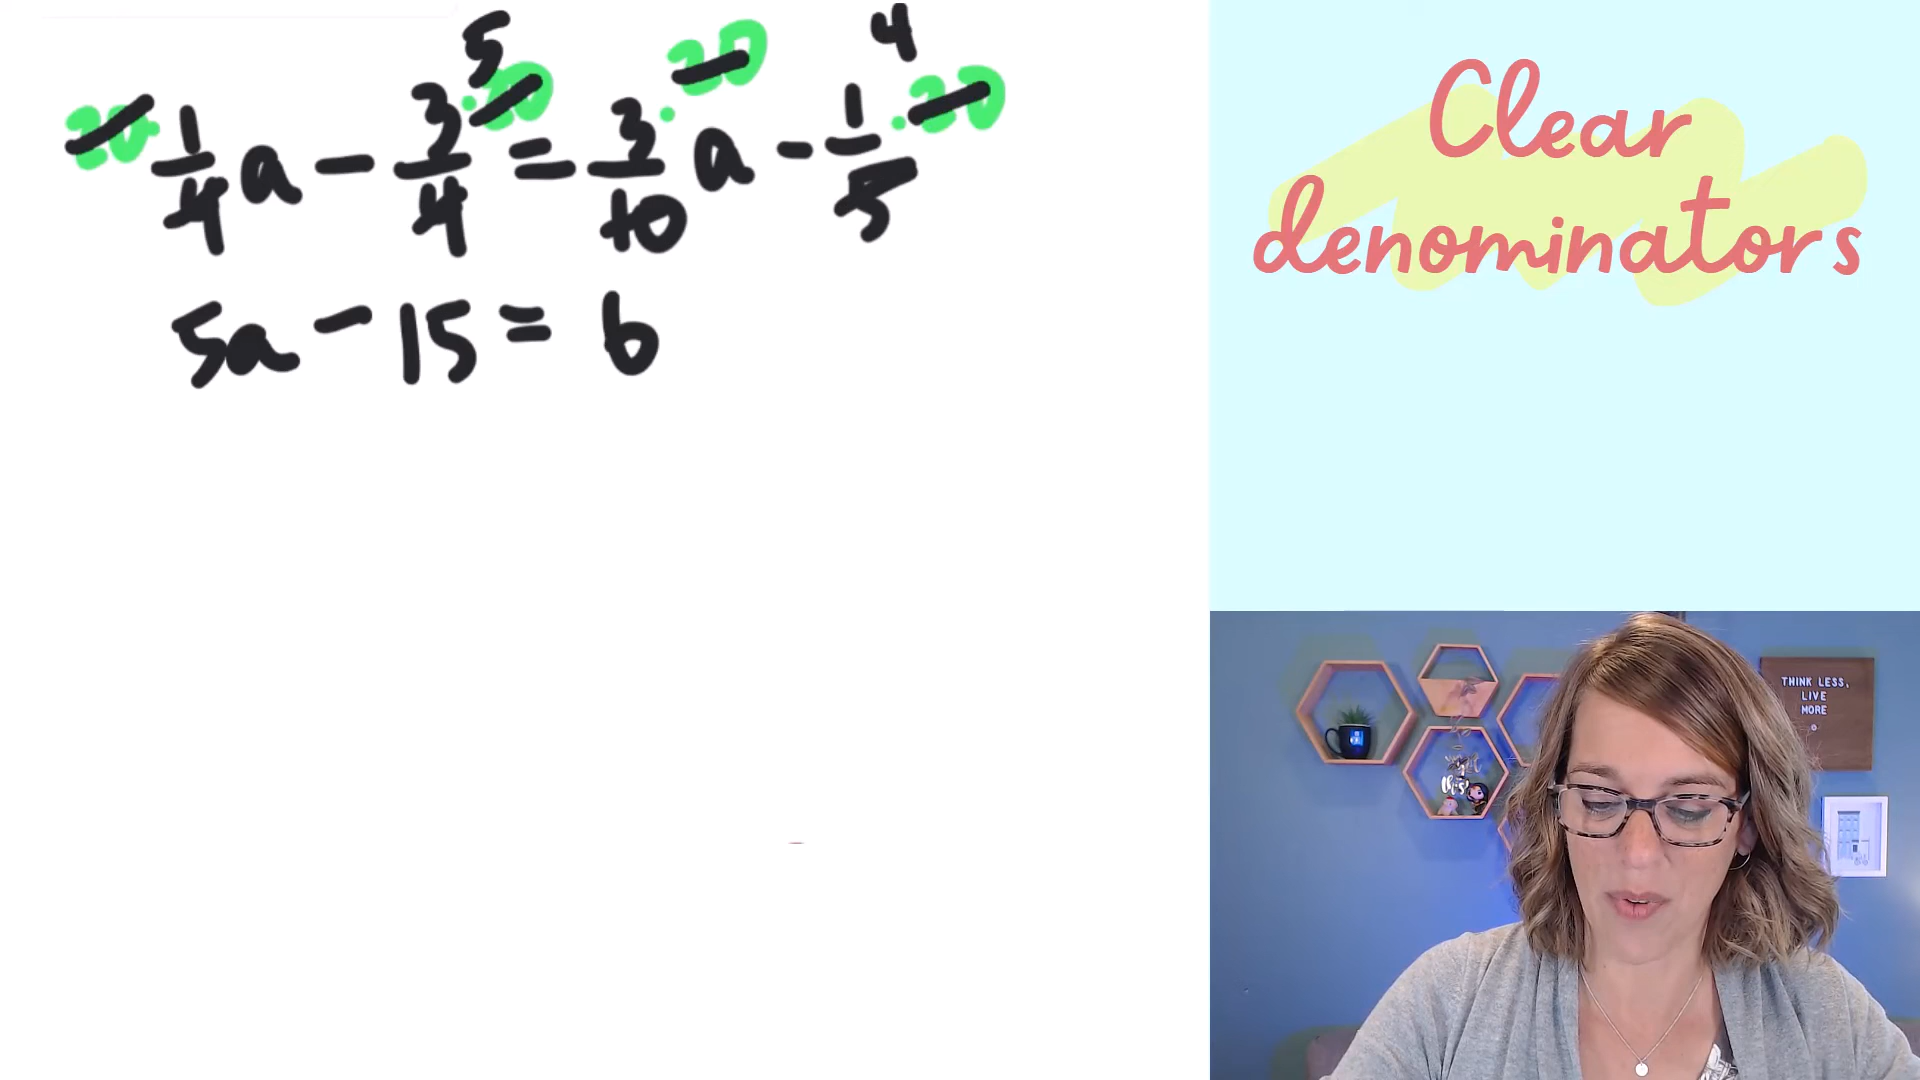 5 20 4
20· 1/4 a - 3/4 ·20 = 3/10 · a - 1/5 ·20
5a - 15 = 6
Clear
denominators
THINK LESS,
LIVE
MORE
this!